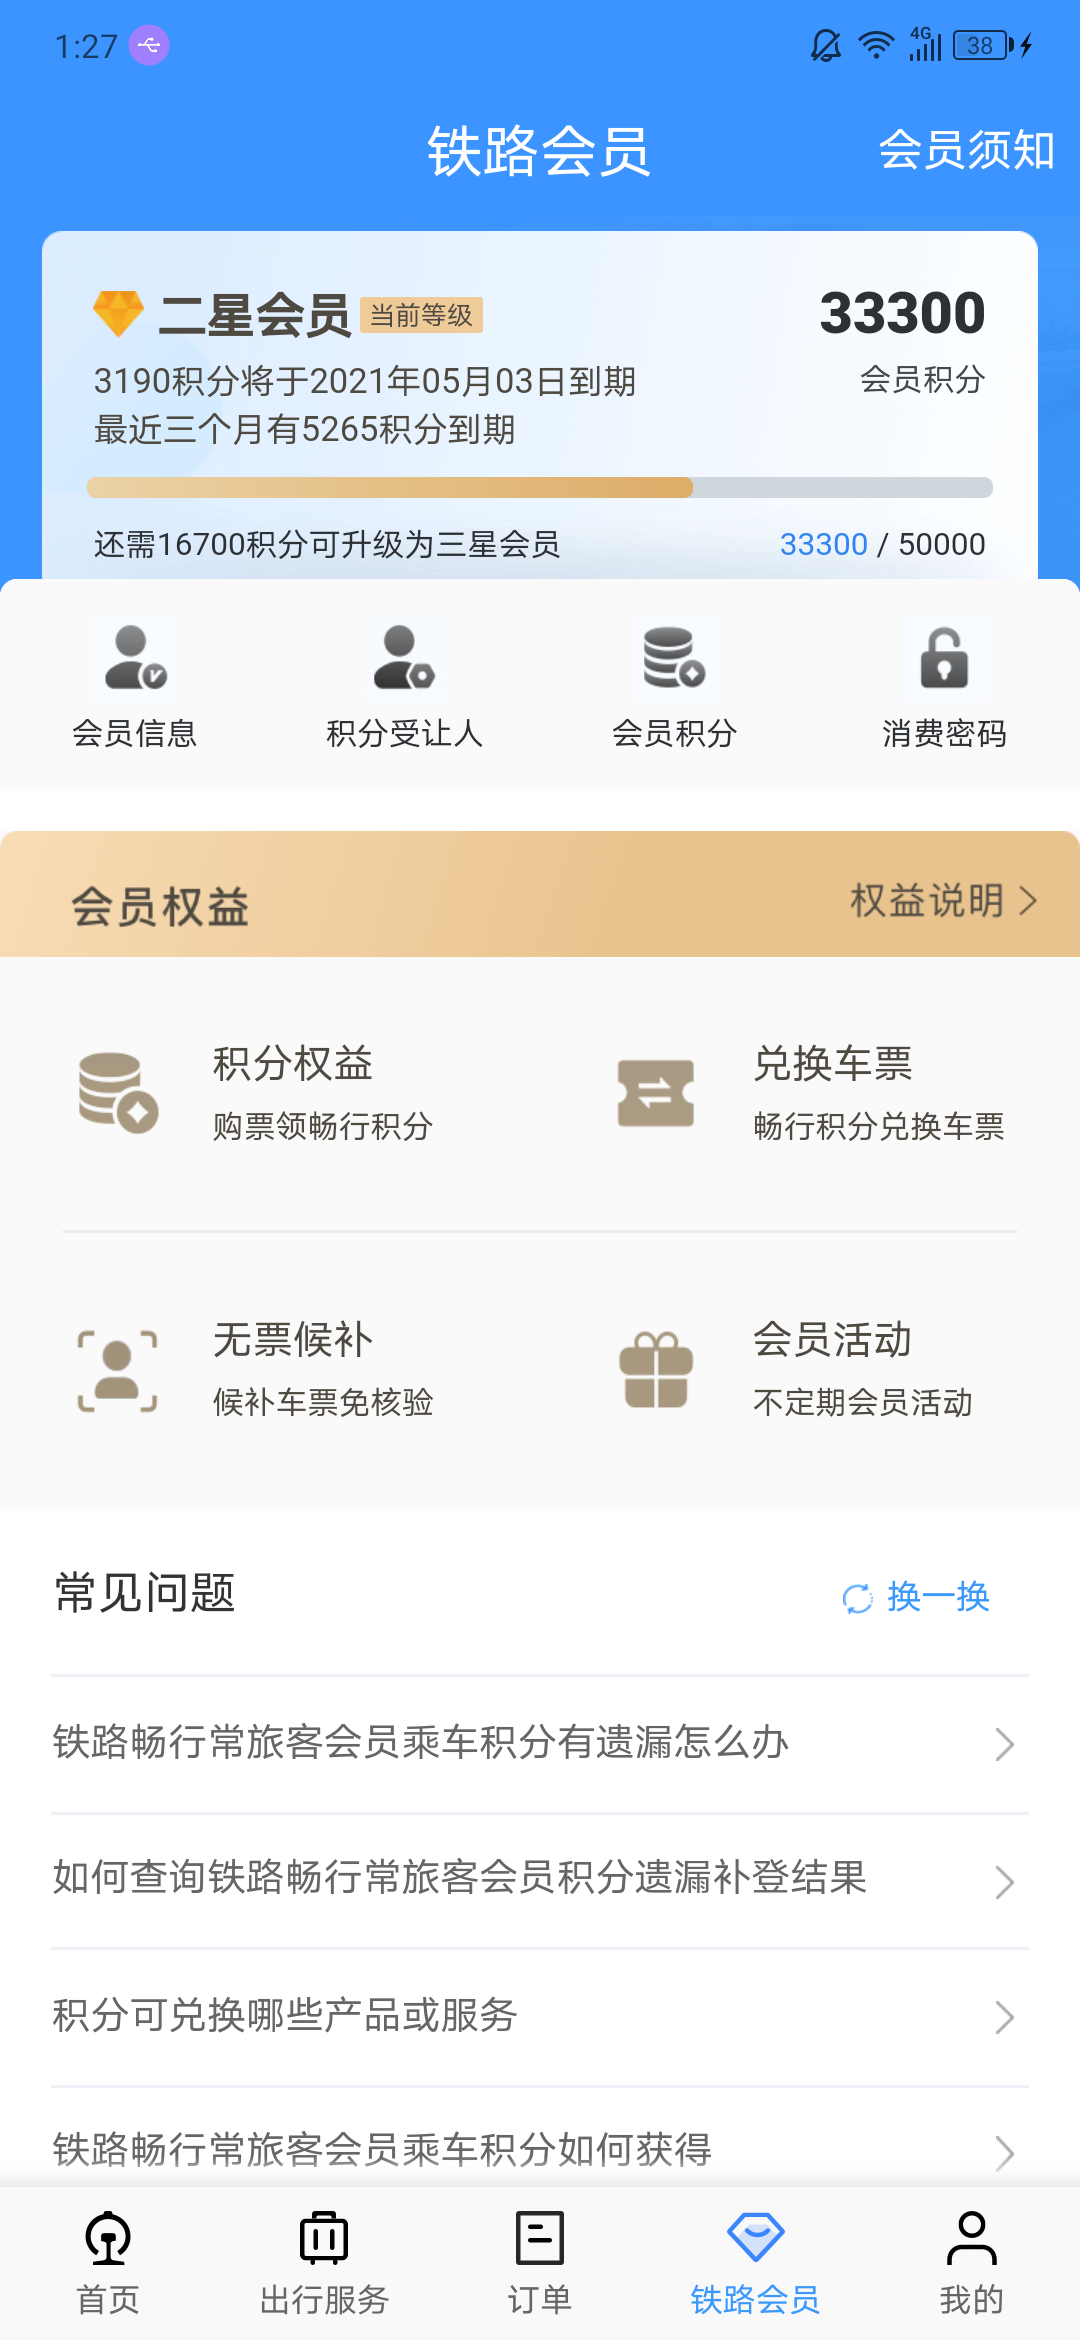 1:27
4G
38
铁路会员
会员须知
二星会员 当前等级
33300
3190积分将于2021年05月03日到期
会员积分
最近三个月有5265积分到期
还需16700积分可升级为三星会员
33300 / 50000
会员信息
积分受让人
会员积分
消费密码
会员权益
权益说明
积分权益
购票领畅行积分
兑换车票
畅行积分兑换车票
无票候补
候补车票免核验
会员活动
不定期会员活动
常见问题
换一换
铁路畅行常旅客会员乘车积分有遗漏怎么办
如何查询铁路畅行常旅客会员积分遗漏补登结果
积分可兑换哪些产品或服务
铁路畅行常旅客会员乘车积分如何获得
首页
出行服务
订单
铁路会员
我的